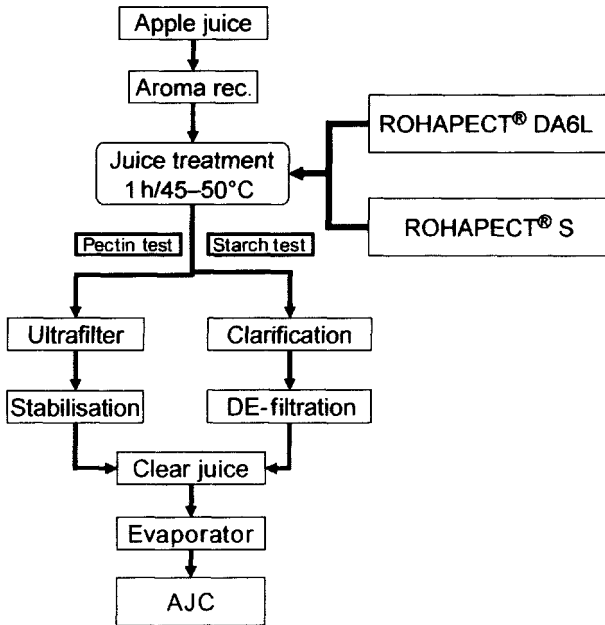 Apple juice
Aroma rec.
ROHAPECT® DA6L
Juice treatment
1 h/45–50°C
ROHAPECT® S
Pectin test
Starch test
Ultrafilter
Clarification
Stabilisation
DE-filtration
Clear juice
Evaporator
AJC